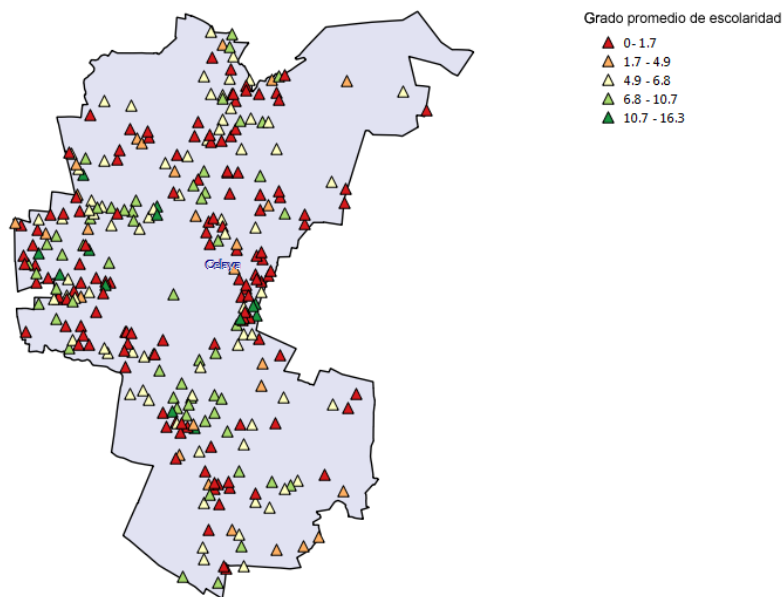 Grado promedio de escolaridad
0- 1.7
1.7 - 4.9
4.9 - 6.8
6.8 - 10.7
10.7 - 16.3
Celaya